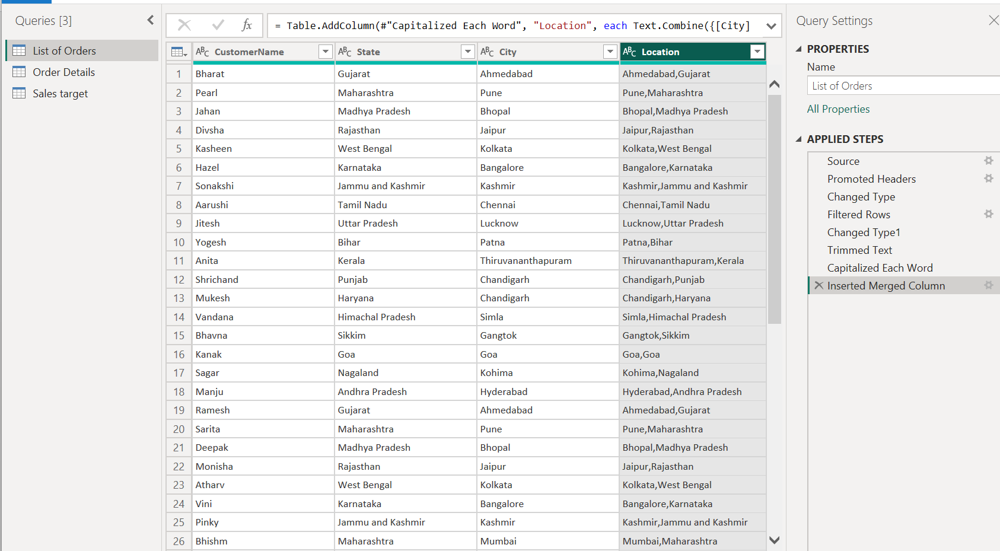 Queries [3]
List of Orders
Order Details
Sales target
fx = Table.AddColumn(#"Capitalized Each Word", "Location", each Text.Combine({[City]
ABC CustomerName ABC State ABC City ABC Location
1 Bharat Gujarat Ahmedabad Ahmedabad,Gujarat
2 Pearl Maharashtra Pune Pune,Maharashtra
3 Jahan Madhya Pradesh Bhopal Bhopal,Madhya Pradesh
4 Divsha Rajasthan Jaipur Jaipur,Rajasthan
5 Kasheen West Bengal Kolkata Kolkata,West Bengal
6 Hazel Karnataka Bangalore Bangalore,Karnataka
7 Sonakshi Jammu and Kashmir Kashmir Kashmir,Jammu and Kashmir
8 Aarushi Tamil Nadu Chennai Chennai,Tamil Nadu
9 Jitesh Uttar Pradesh Lucknow Lucknow,Uttar Pradesh
10 Yogesh Bihar Patna Patna,Bihar
11 Anita Kerala Thiruvananthapuram Thiruvananthapuram,Kerala
12 Shrichand Punjab Chandigarh Chandigarh,Punjab
13 Mukesh Haryana Chandigarh Chandigarh,Haryana
14 Vandana Himachal Pradesh Simla Simla,Himachal Pradesh
15 Bhavna Sikkim Gangtok Gangtok,Sikkim
16 Kanak Goa Goa Goa,Goa
17 Sagar Nagaland Kohima Kohima,Nagaland
18 Manju Andhra Pradesh Hyderabad Hyderabad,Andhra Pradesh
19 Ramesh Gujarat Ahmedabad Ahmedabad,Gujarat
20 Sarita Maharashtra Pune Pune,Maharashtra
21 Deepak Madhya Pradesh Bhopal Bhopal,Madhya Pradesh
22 Monisha Rajasthan Jaipur Jaipur,Rajasthan
23 Atharv West Bengal Kolkata Kolkata,West Bengal
24 Vini Karnataka Bangalore Bangalore,Karnataka
25 Pinky Jammu and Kashmir Kashmir Kashmir,Jammu and Kashmir
26 Bhishm Maharashtra Mumbai Mumbai,Maharashtra
Query Settings
PROPERTIES
Name
List of Orders
All Properties
APPLIED STEPS
Source
Promoted Headers
Changed Type
Filtered Rows
Changed Type1
Trimmed Text
Capitalized Each Word
Inserted Merged Column